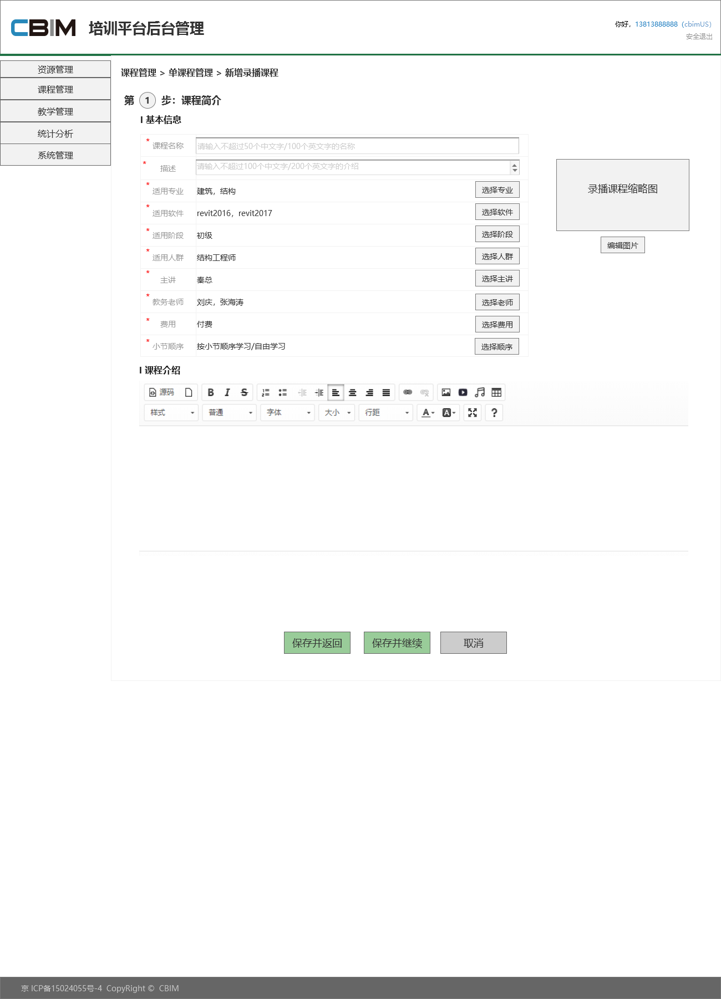 CBIM 培训平台后台管理
你好，13813888888（cbimUS）
安全退出
资源管理
课程管理
教学管理
统计分析
系统管理
课程管理 > 单课程管理 > 新增录播课程
第 1 步：课程简介
I 基本信息
* 课程名称 请输入不超过50个中文字/100个英文字的名称
* 描述 请输入不超过100个中文字/200个英文字的介绍
* 适用专业 建筑，结构 选择专业
* 适用软件 revit2016，revit2017 选择软件
* 适用阶段 初级 选择阶段
* 适用人群 结构工程师 选择人群
* 主讲 秦总 选择主讲
* 教务老师 刘庆，张海涛 选择老师
* 费用 付费 选择费用
* 小节顺序 按小节顺序学习/自由学习 选择顺序
录播课程缩略图
编辑图片
I 课程介绍
源码 B I S
样式 普通 字体 大小 行距 A A ?
保存并返回 保存并继续 取消
京 ICP备15024055号-4 CopyRight © CBIM